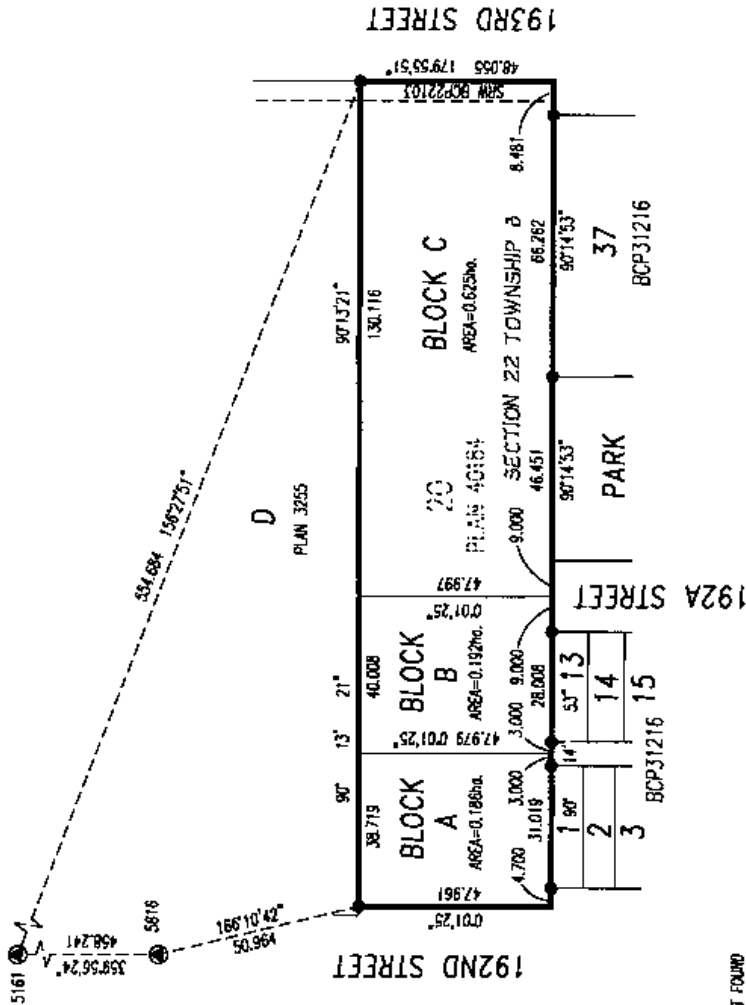 193RD STREET
48.055 179°55'51"
SRW BCP22103
8.481
90°13'21"
130.116
BLOCK C
AREA=0.625ha.
SECTION 22 TOWNSHIP 8
66.262
90°14'53"
37
BCP31216
554.684 156°27'51"
D
PLAN 3255
20
PLAN 40184
46.451
90°14'53"
PARK
9.000
47.997
0°01'25"
192A STREET
21"
40.008
BLOCK
B
AREA=0.192ha.
9.000
28.008
53"
13
14
15
13'
47.979 0°01'25"
3.000
3.000
14'
BCP31216
90°
38.719
BLOCK
A
AREA=0.186ha.
31.019
4.700
90°
1
2
3
47.961
0°01'25"
192ND STREET
5161
458.241
359°56'24"
5816
166°10'42"
50.964
T FOUND